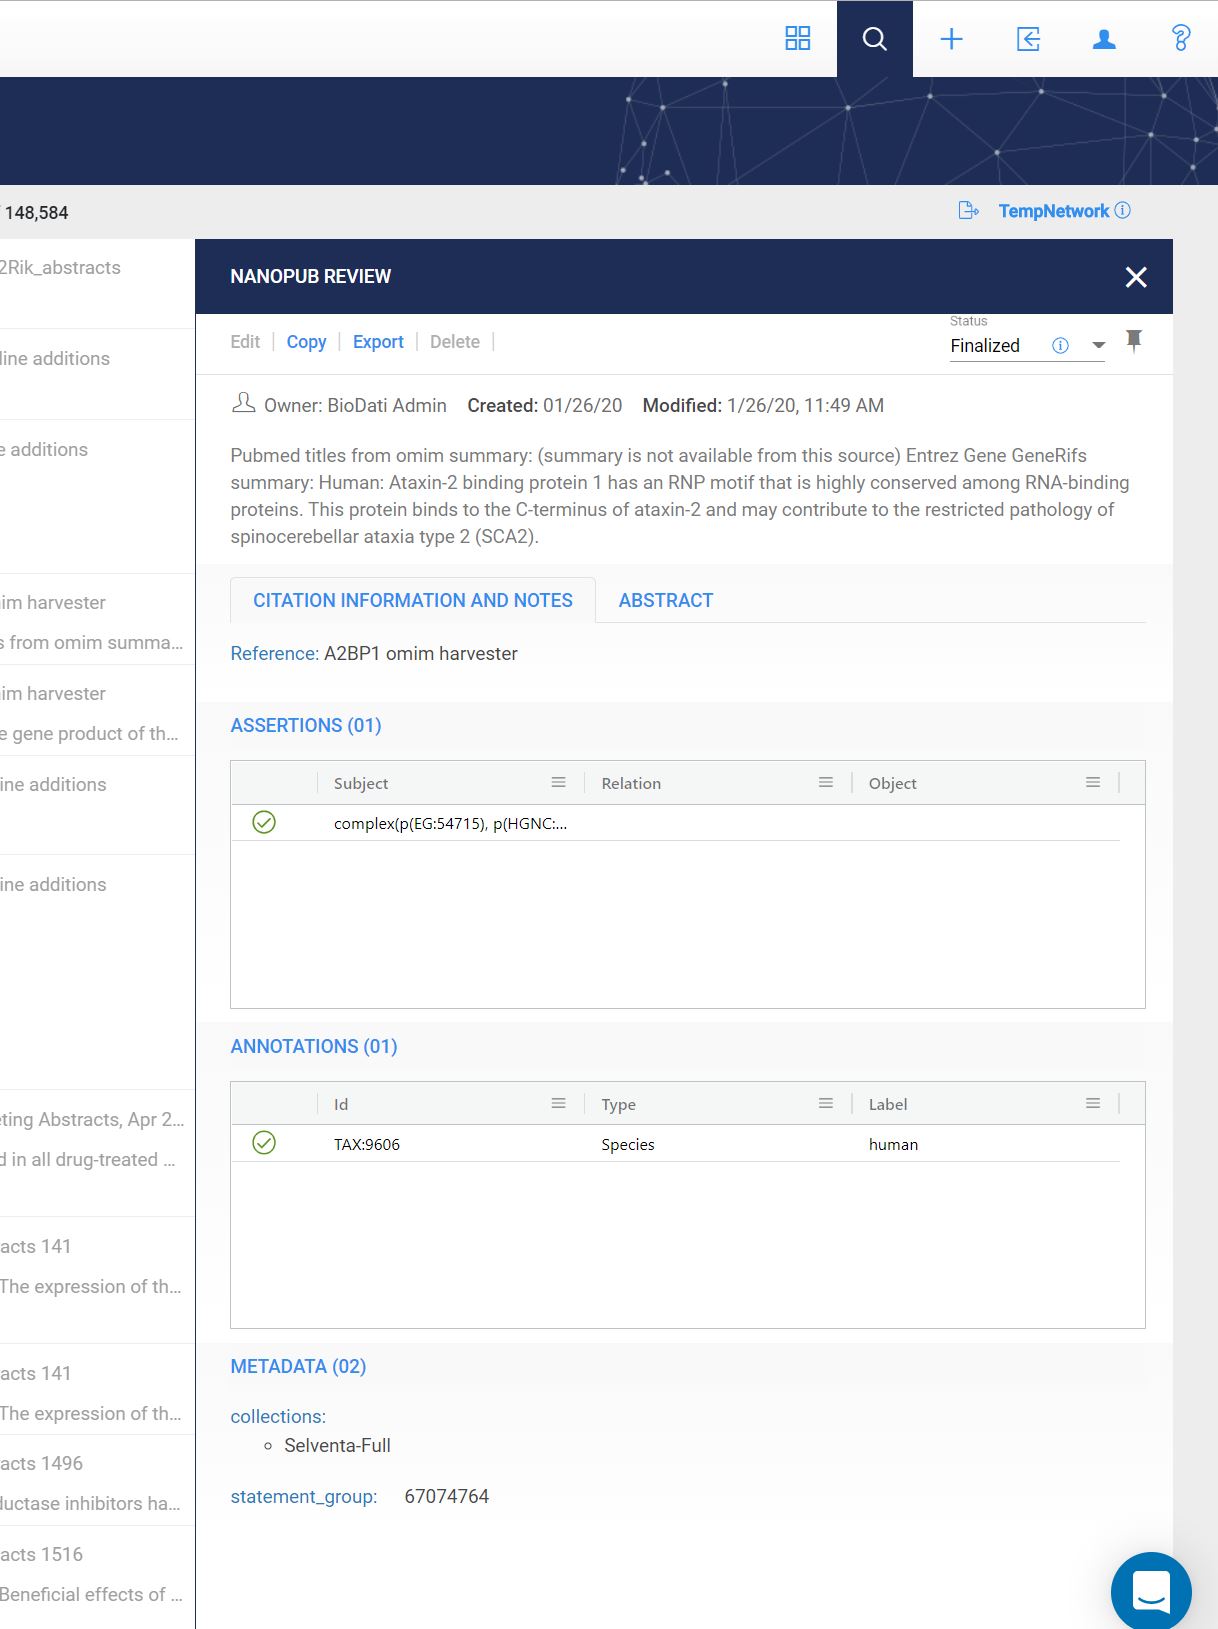 148,584
TempNetwork
2Rik_abstracts
line additions
e additions
im harvester
s from omim summa...
im harvester
e gene product of th...
ine additions
ine additions
eting Abstracts, Apr 2...
d in all drug-treated ...
acts 141
The expression of th...
acts 141
The expression of th...
acts 1496
ductase inhibitors ha...
acts 1516
Beneficial effects of ...
NANOPUB REVIEW
Edit | Copy | Export | Delete |
Status
Finalized
Owner: BioDati Admin Created: 01/26/20 Modified: 1/26/20, 11:49 AM
Pubmed titles from omim summary: (summary is not available from this source) Entrez Gene GeneRifs
summary: Human: Ataxin-2 binding protein 1 has an RNP motif that is highly conserved among RNA-binding
proteins. This protein binds to the C-terminus of ataxin-2 and may contribute to the restricted pathology of
spinocerebellar ataxia type 2 (SCA2).
CITATION INFORMATION AND NOTES ABSTRACT
Reference: A2BP1 omim harvester
ASSERTIONS (01)
Subject Relation Object
complex(p(EG:54715), p(HGNC:...
ANNOTATIONS (01)
Id Type Label
TAX:9606 Species human
METADATA (02)
collections:
Selventa-Full
statement_group: 67074764